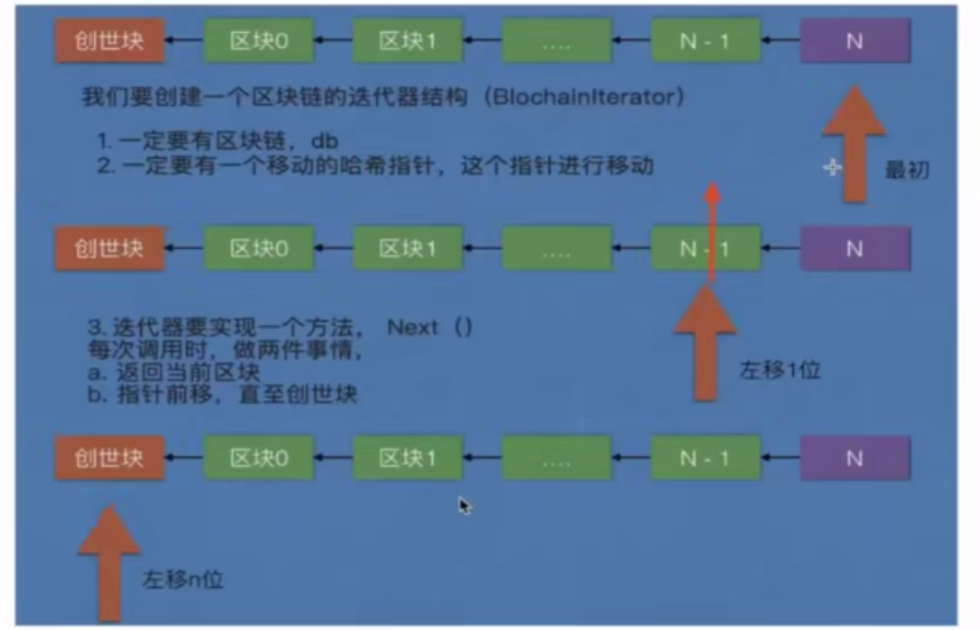 创世块 区块0 区块1 .... N - 1 N
我们要创建一个区块链的迭代器结构（BlochainIterator）
1. 一定要有区块链，db
2. 一定要有一个移动的哈希指针，这个指针进行移动
最初
创世块 区块0 区块1 .... N - 1 N
3. 迭代器要实现一个方法， Next（）
每次调用时，做两件事情，
a. 返回当前区块
b. 指针前移，直至创世块
左移1位
创世块 区块0 区块1 .... N - 1 N
左移n位